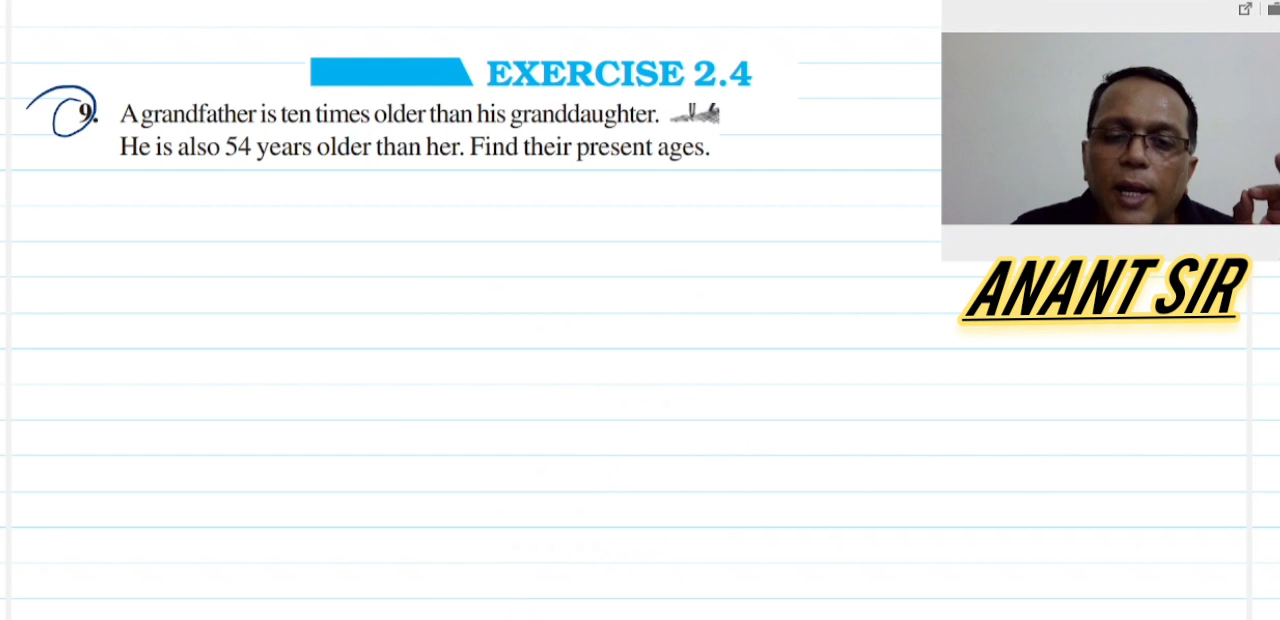 EXERCISE 2.4
9. A grandfather is ten times older than his granddaughter.
He is also 54 years older than her. Find their present ages.
ANANT SIR